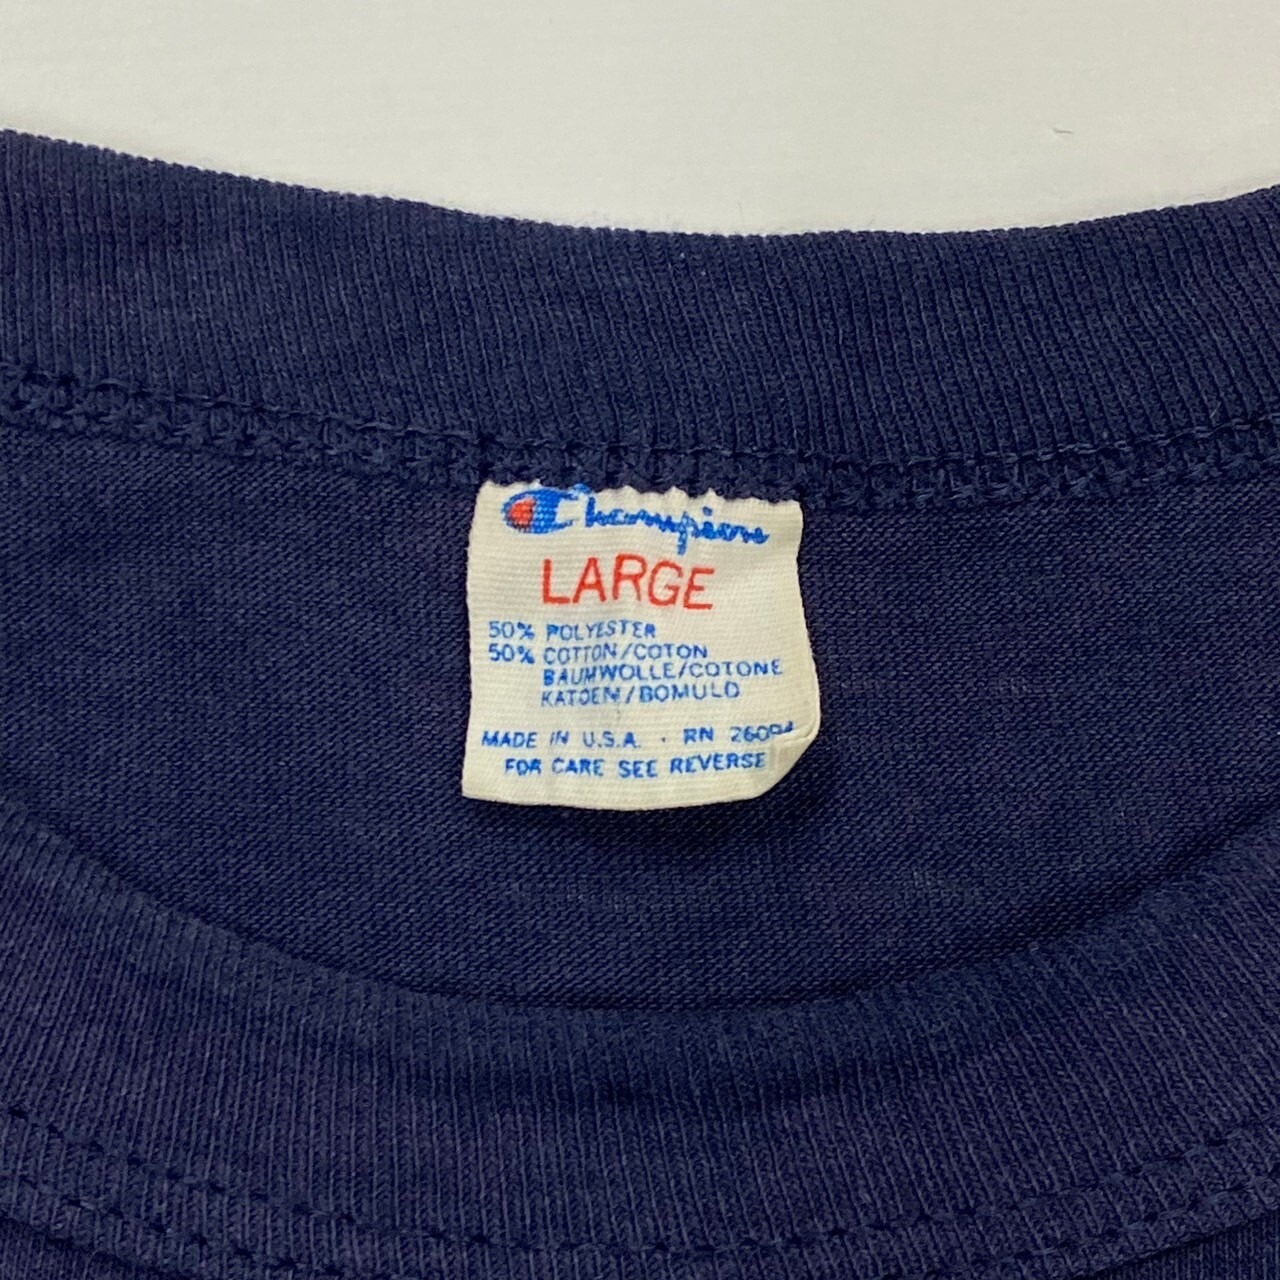 Champion
LARGE
50% POLYESTER
50% COTTON/COTON
BAUMWOLLE/COTONE
KATOEN/BOMULD
MADE IN U.S.A. · RN 26094
FOR CARE SEE REVERSE